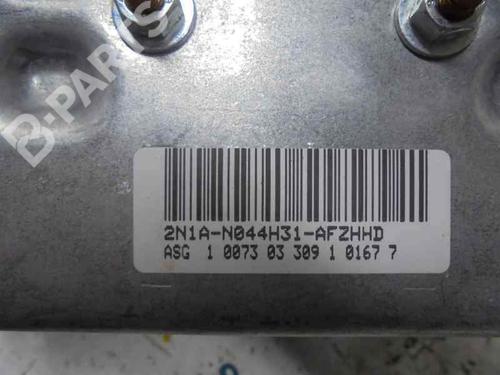 B-PARTS
2N1A-N044H31-AFZHHD
ASG 1 0073 03 309 1 0167 7